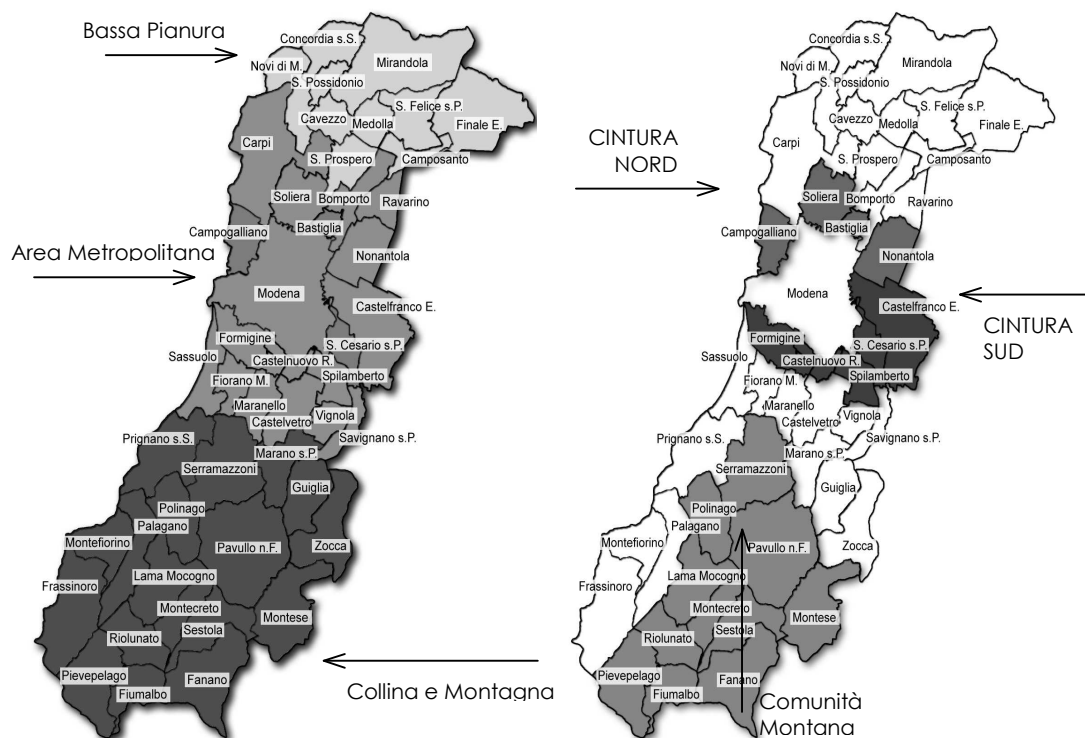 Bassa Pianura
Concordia s.S.
Novi di M.
Mirandola
S. Possidonio
S. Felice s.P.
Cavezzo
Medolla
Finale E.
Carpi
S. Prospero
Camposanto
Soliera
Bomporto
Ravarino
Campogalliano
Bastiglia
Area Metropolitana
Nonantola
Modena
Castelfranco E.
Formigine
S. Cesario s.P.
Sassuolo
Castelnuovo R.
Fiorano M.
Spilamberto
Maranello
Vignola
Castelvetro
Prignano s.S.
Savignano s.P.
Marano s.P.
Serramazzoni
Guiglia
Polinago
Palagano
Montefiorino
Pavullo n.F.
Zocca
Frassinoro
Lama Mocogno
Montecreto
Montese
Sestola
Riolunato
Pievepelago
Fanano
Fiumalbo
Collina e Montagna
Concordia s.S.
Novi di M.
Mirandola
S. Possidonio
S. Felice s.P.
Cavezzo
Medolla
Finale E.
CINTURA
NORD
Carpi
S. Prospero
Camposanto
Soliera
Bomporto
Ravarino
Campogalliano
Bastiglia
Nonantola
Modena
Castelfranco E.
CINTURA
SUD
Formigine
S. Cesario s.P.
Sassuolo
Castelnuovo R.
Fiorano M.
Spilamberto
Maranello
Vignola
Castelvetro
Prignano s.S.
Savignano s.P.
Marano s.P.
Serramazzoni
Guiglia
Polinago
Palagano
Montefiorino
Pavullo n.F.
Zocca
Frassinoro
Lama Mocogno
Montecreto
Montese
Sestola
Riolunato
Pievepelago
Fanano
Fiumalbo
Comunità
Montana